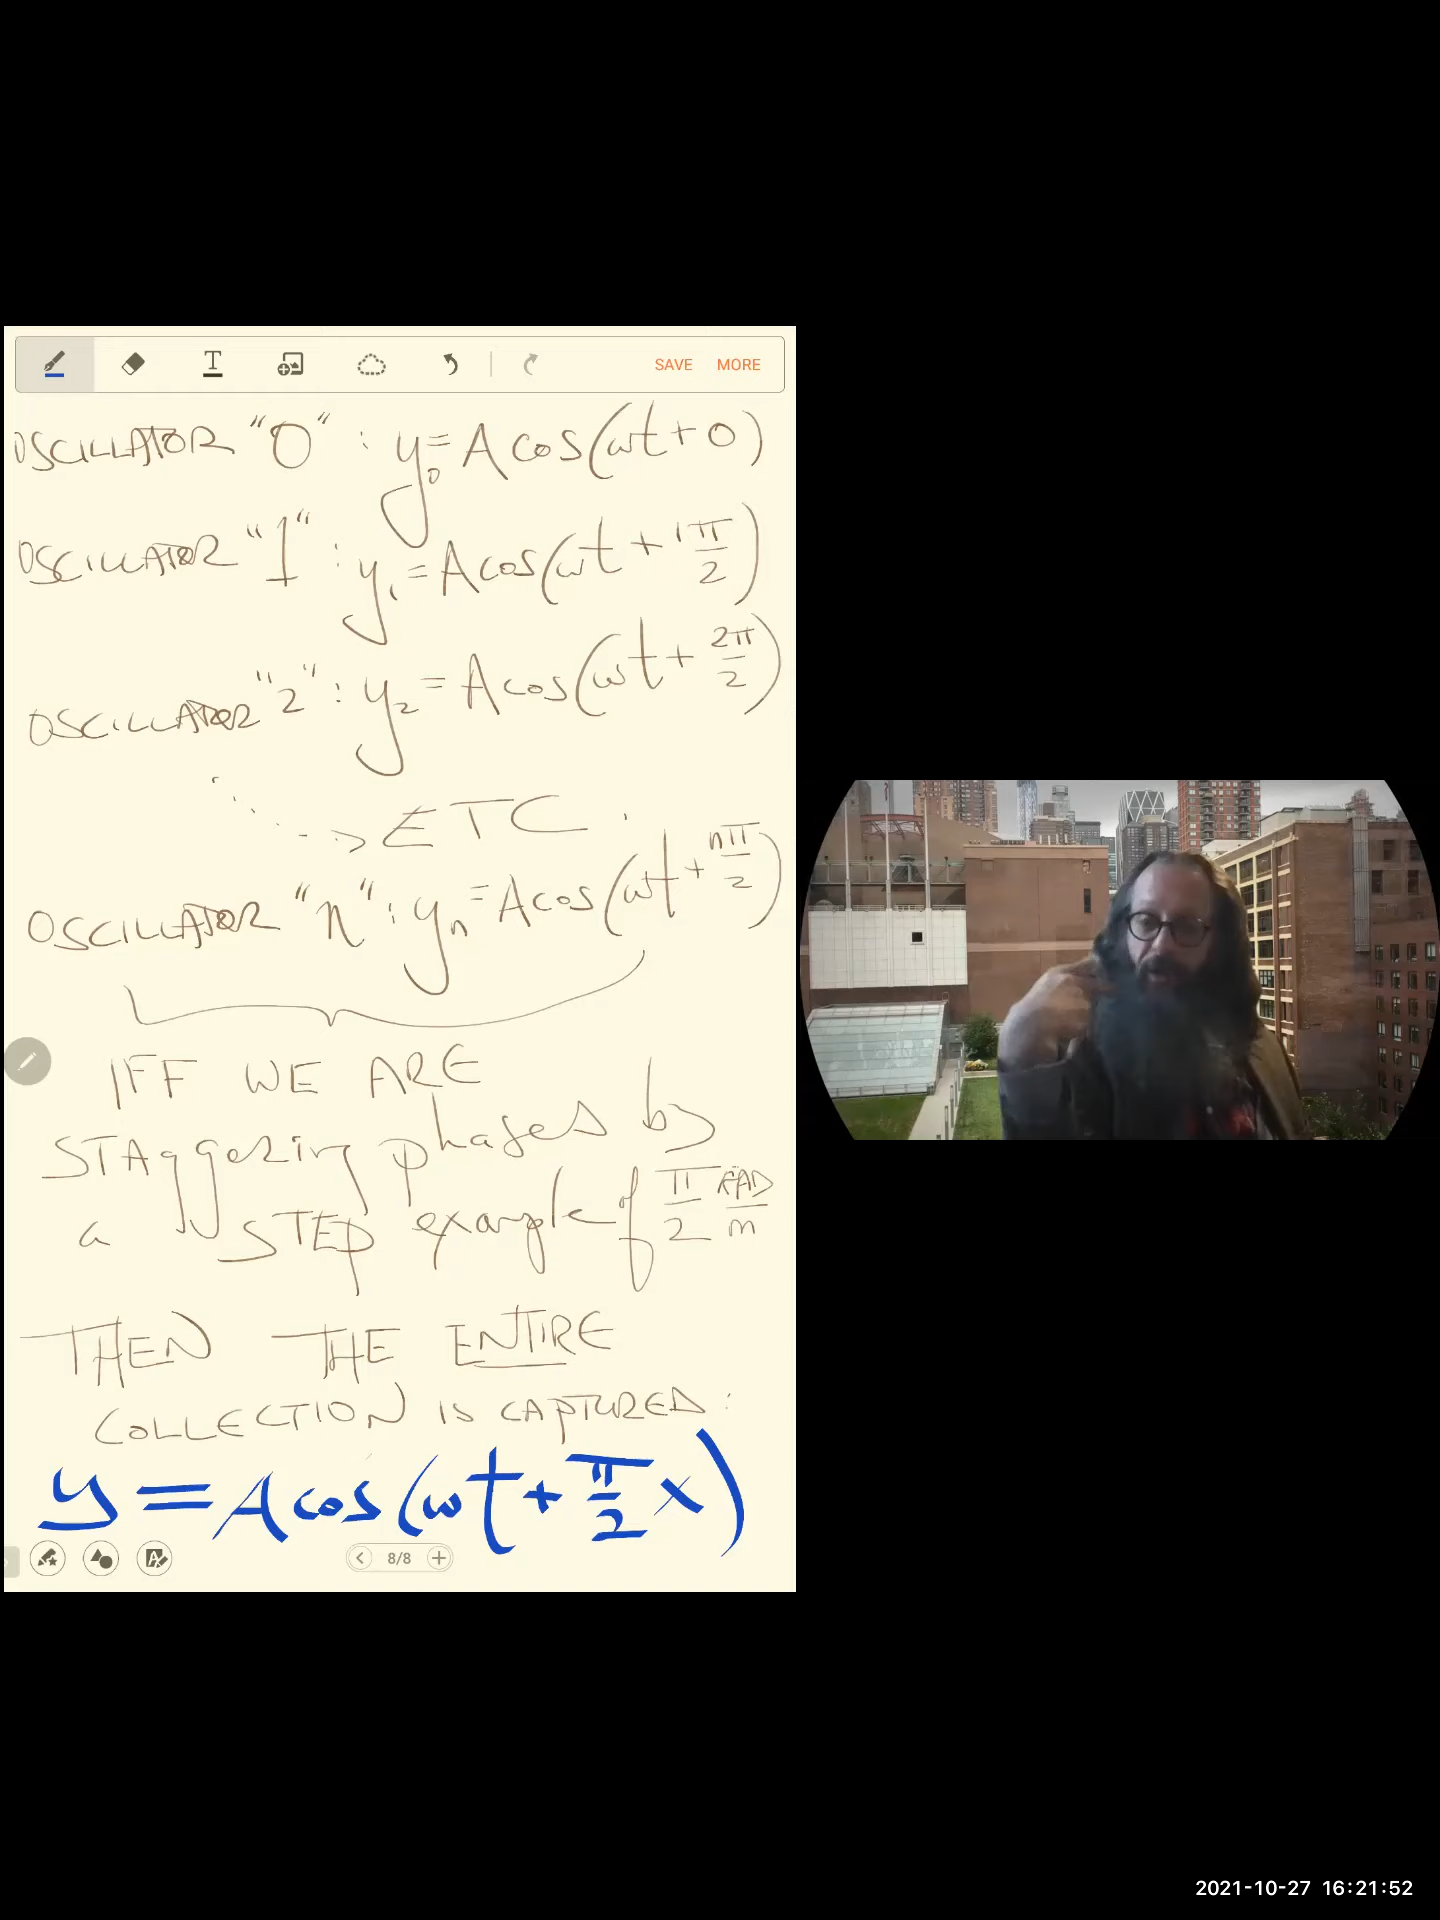 T SAVE MORE
OSCILLATOR "0" : y₀ = A cos(ωt + 0)
OSCILLATOR "1" : y₁ = A cos(ωt + 1π/2)
OSCILLATOR "2" : y₂ = A cos(ωt + 2π/2)
⋱→ ETC.
OSCILLATOR "n" : yₙ = A cos(ωt + nπ/2)
IFF WE ARE
STAggeRing phases by
a STEP example of π/2 RAD/m
THEN THE ENTIRE
COLLECTION IS CAPTURED :
y = A cos(ωt + π/2 x)
8/8
2021-10-27 16:21:52